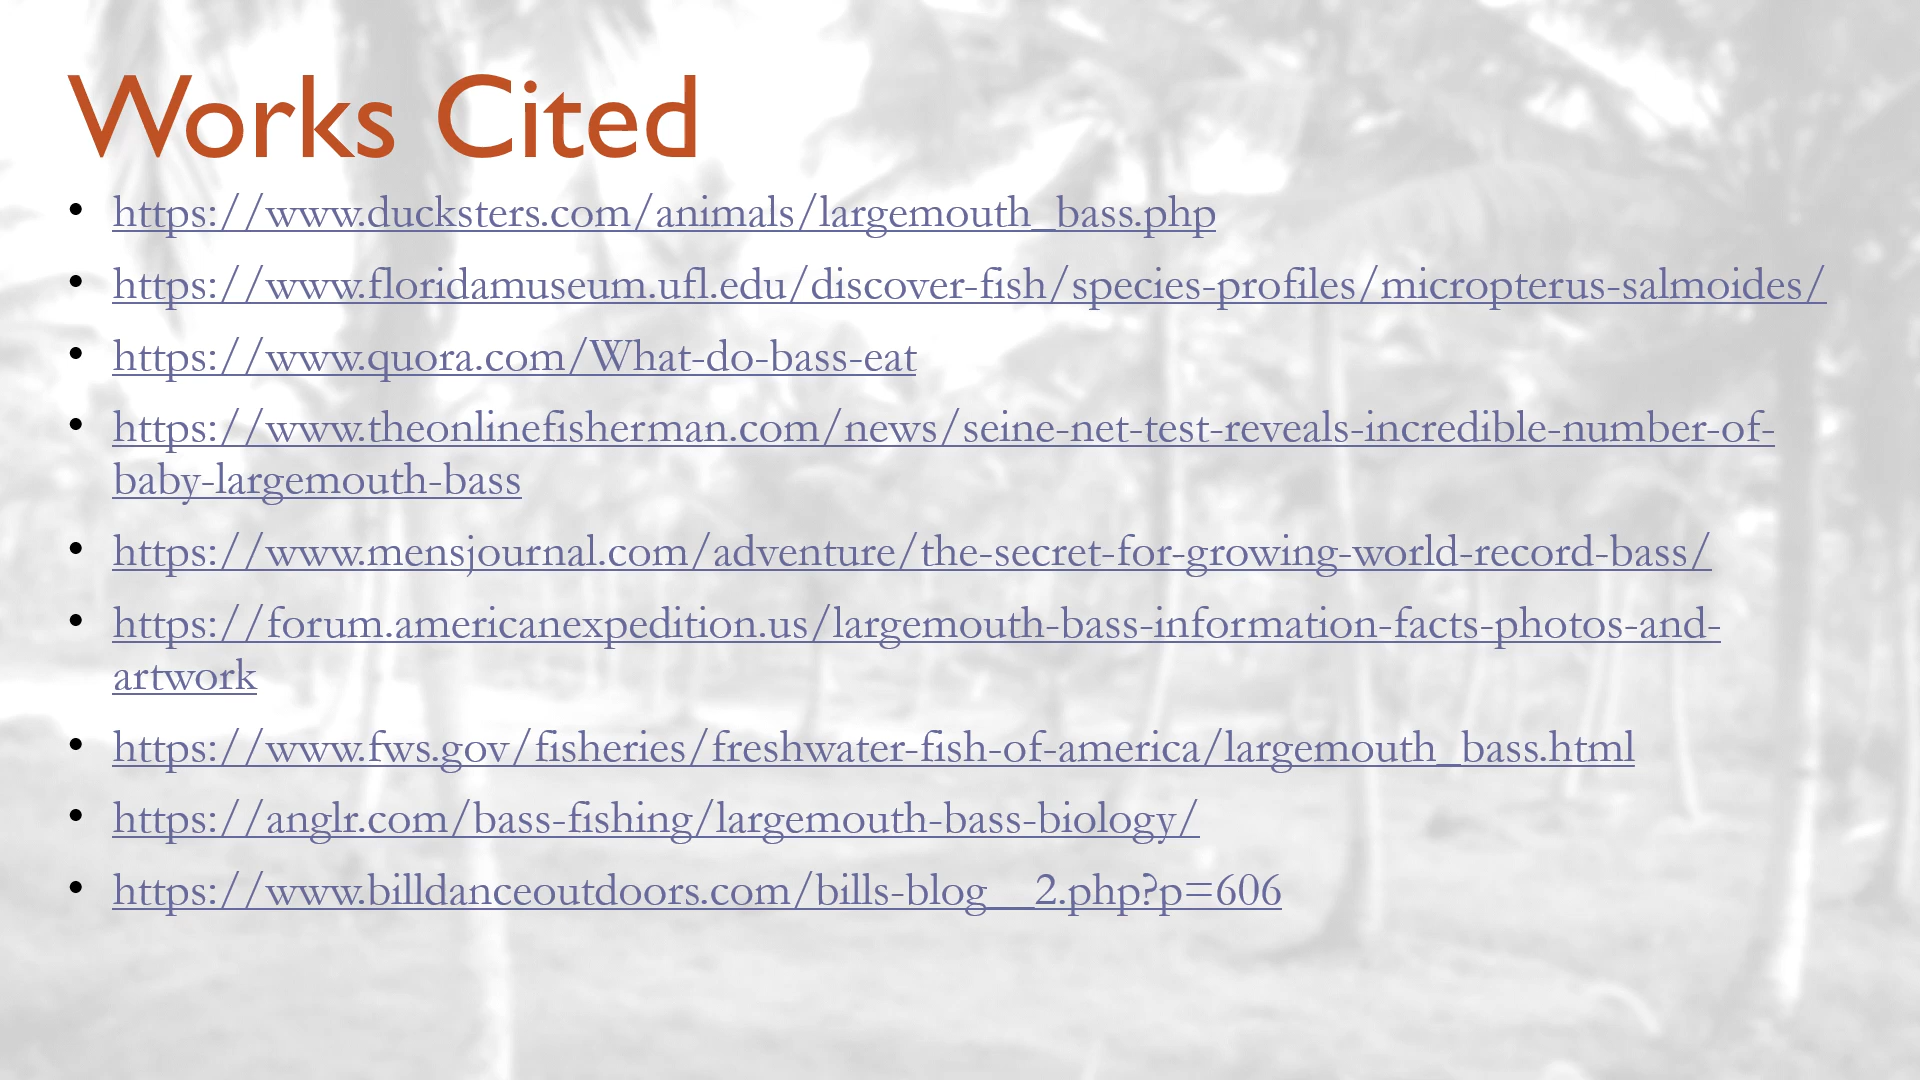 Works Cited
• https://www.ducksters.com/animals/largemouth_bass.php
• https://www.floridamuseum.ufl.edu/discover-fish/species-profiles/micropterus-salmoides/
• https://www.quora.com/What-do-bass-eat
• https://www.theonlinefisherman.com/news/seine-net-test-reveals-incredible-number-of-
baby-largemouth-bass
• https://www.mensjournal.com/adventure/the-secret-for-growing-world-record-bass/
• https://forum.americanexpedition.us/largemouth-bass-information-facts-photos-and-
artwork
• https://www.fws.gov/fisheries/freshwater-fish-of-america/largemouth_bass.html
• https://anglr.com/bass-fishing/largemouth-bass-biology/
• https://www.billdanceoutdoors.com/bills-blog__2.php?p=606